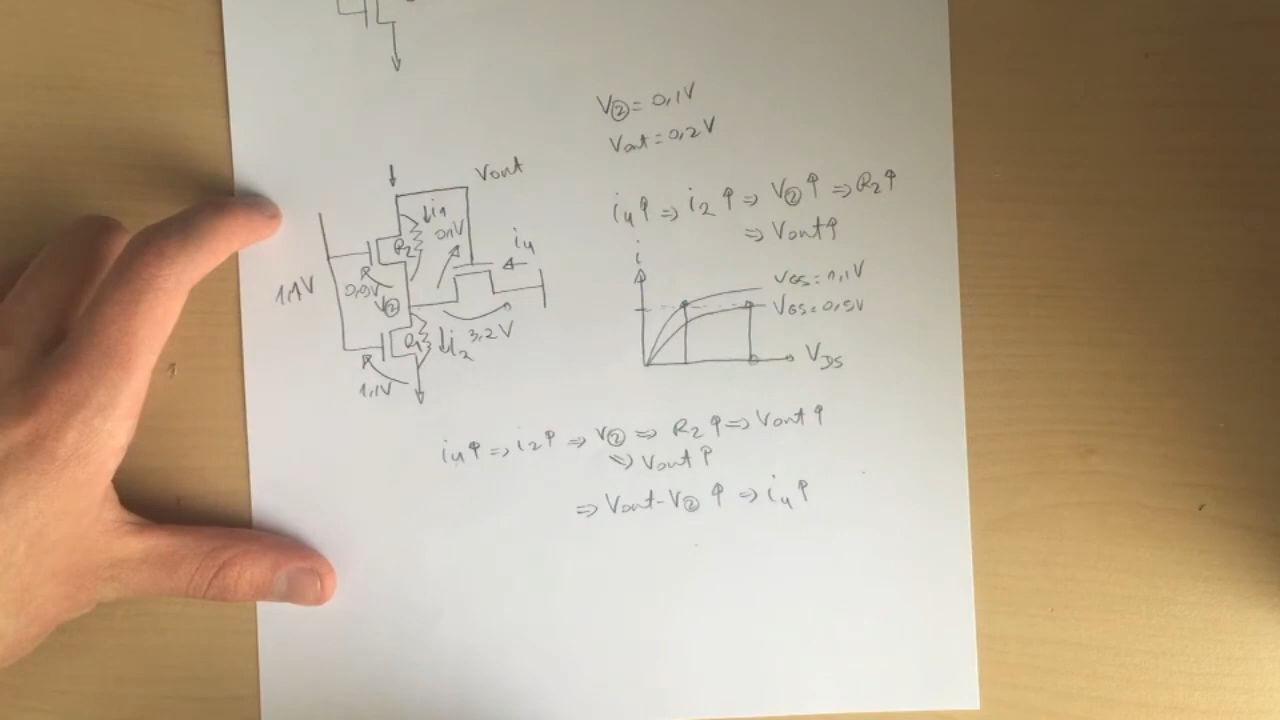 V② = 0,1V
Vout = 0,2V
Vout
i₄↑ ⇒ i₂↑ ⇒ V②↑ ⇒ R₂↑
⇒ Vout↑
↓i₁
0,1V
i₄
R₂
1,1V
0,9V
V②
R₁
↓i₂
3,2V
1,1V
i
VGS = 1,1V
VGS = 0,9V
VDS
i₄↑ ⇒ i₂↑ ⇒ V② ⇒ R₂↑ ⇒ Vout↑
⇒ Vout↑
⇒ Vout - V②↑ ⇒ i₄↑